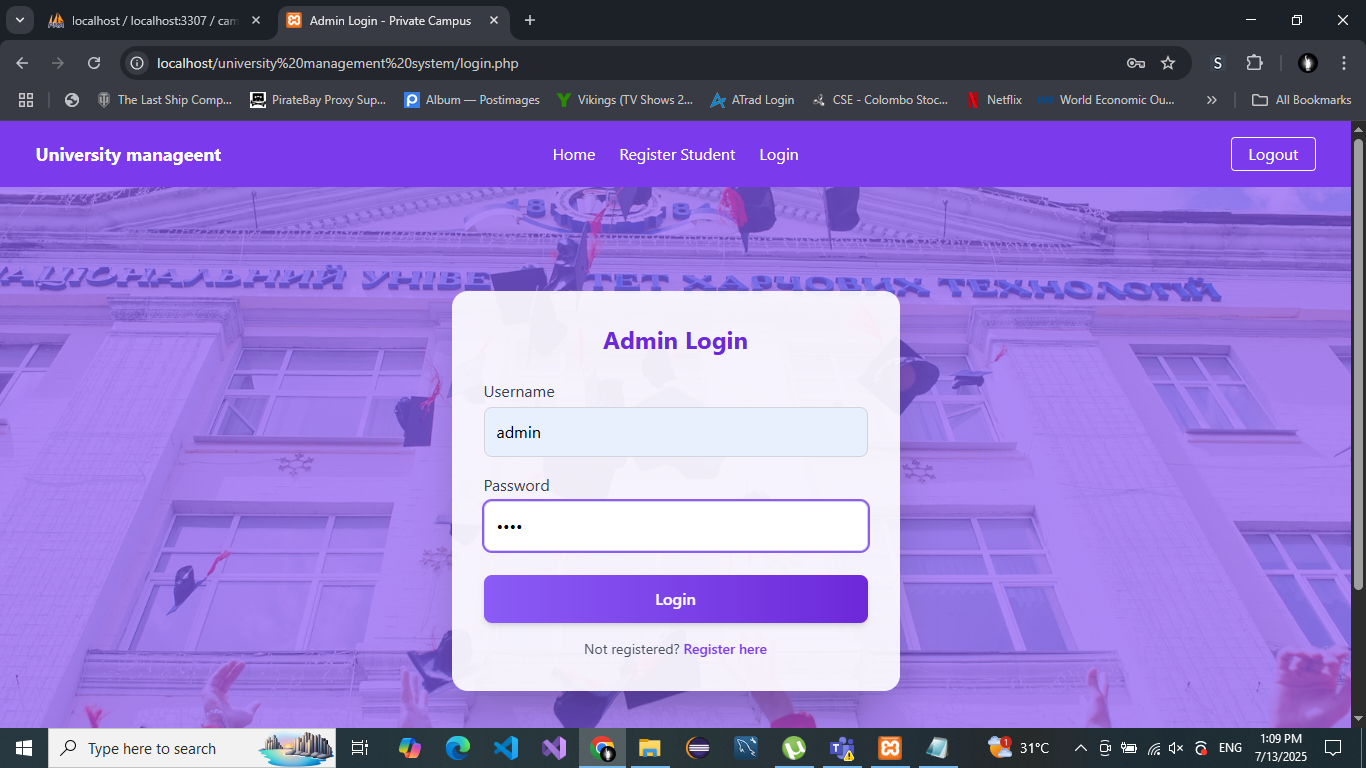 localhost / localhost:3307 / cam
Admin Login - Private Campus
localhost/university%20management%20system/login.php
S
The Last Ship Comp...
PirateBay Proxy Sup...
Album — Postimages
Vikings (TV Shows 2...
ATrad Login
CSE - Colombo Stoc...
Netflix
World Economic Ou...
All Bookmarks
University manageent
Home
Register Student
Login
Logout
НАЦІОНАЛЬНИЙ УНІВЕ ТЕТ ХАРЧОВИХ ТЕХНОЛОГІЙ
Admin Login
Username
admin
Password
••••
Login
Not registered? Register here
Type here to search
31°C
ENG
1:09 PM
7/13/2025